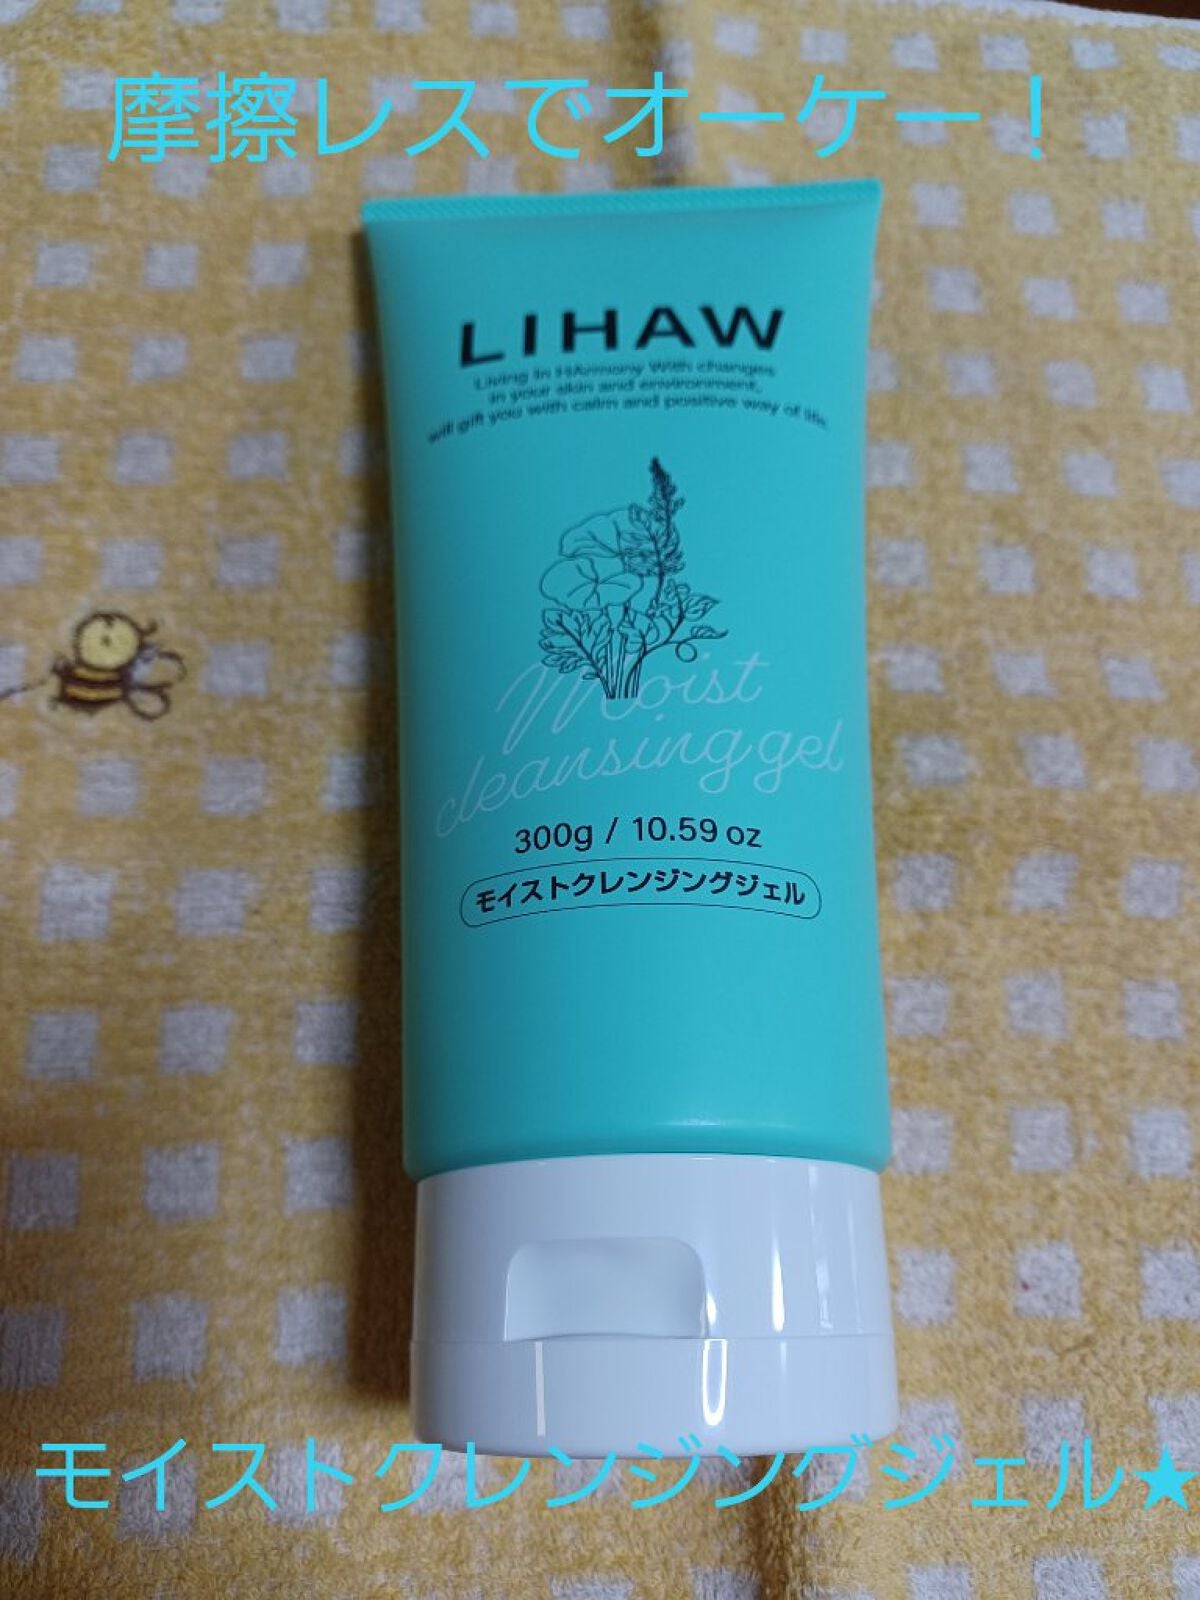 摩擦レスでオーケー！
LIHAW
Living In HArmony With changes
in your skin and environment,
will gift you with calm and positive way of life.
Moist
cleansing gel
300g / 10.59 oz
モイストクレンジングジェル
モイストクレンジングジェル★